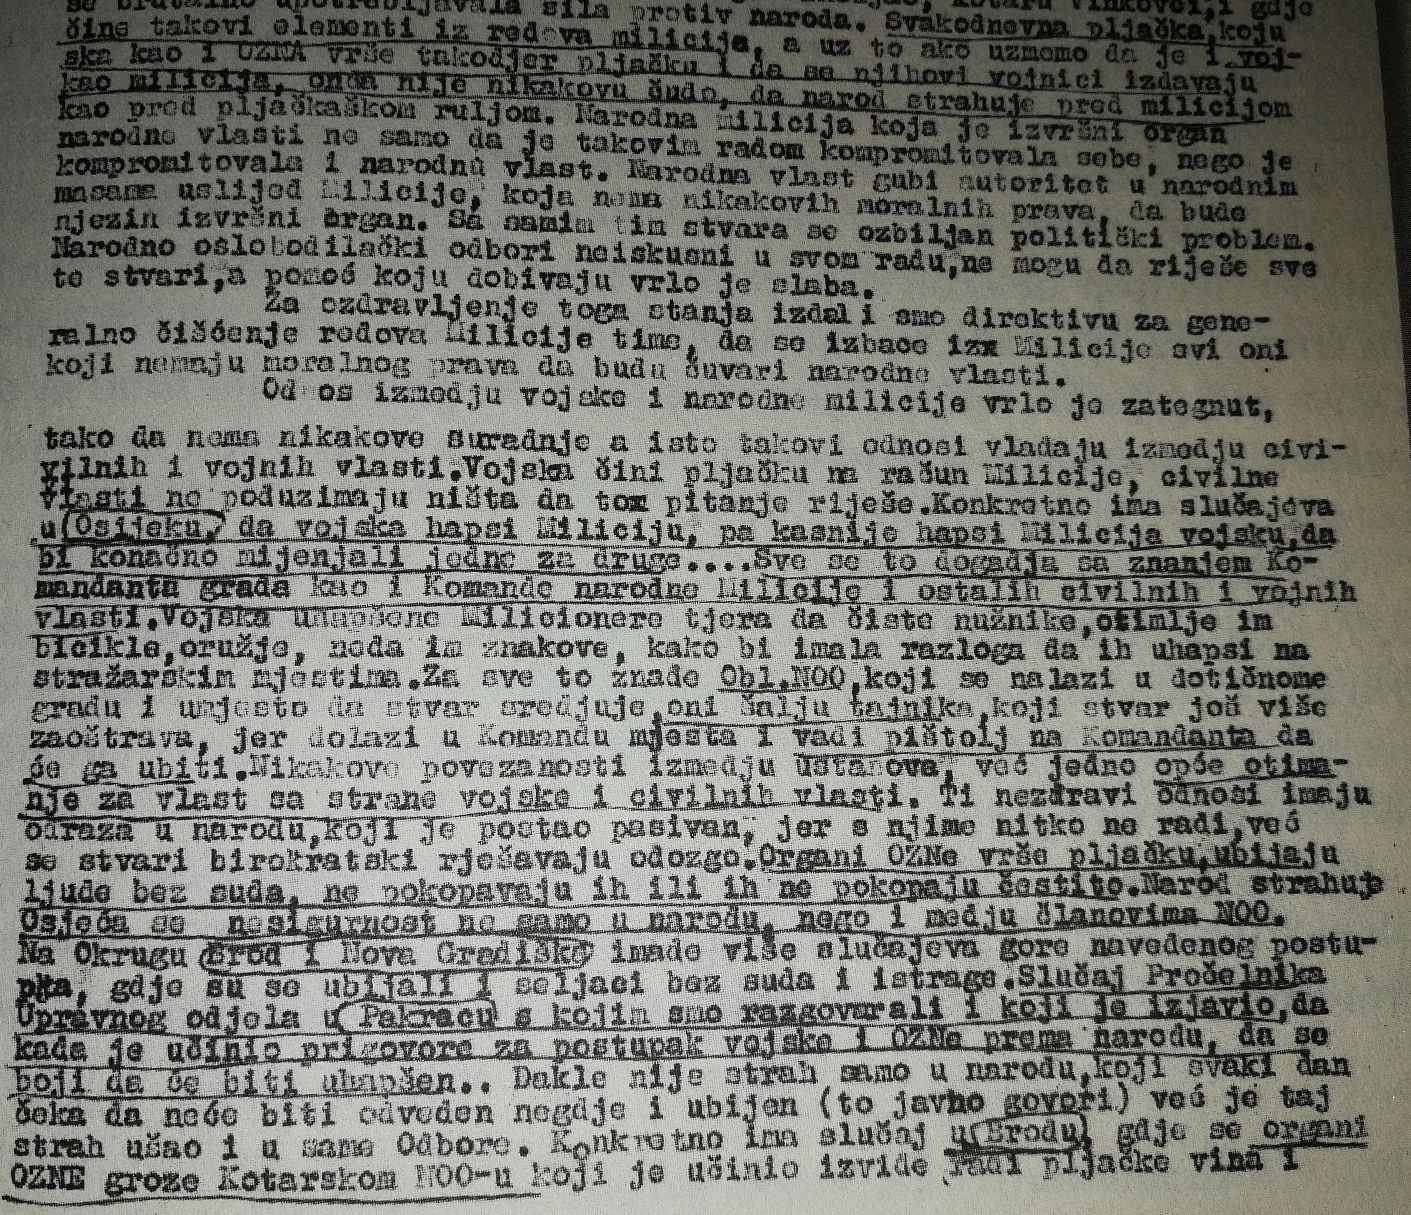 se brutalno upotrebljavala sila protiv naroda. Svakodnevna pljačka,koju
čine takovi elementi iz redova milicije, a uz to ako uzmemo da je i voj-
ska kao i OZNA vrše takodjer pljačku i da se njihovi vojnici izdavaju
kao milicija, onda nije nikakovu čudo, da narod strahuje pred milicijom
kao pred pljačkaškom ruljom. Narodna Milicija koja je izvršni organ
narodne vlasti ne samo da je takovim radom kompromitovala sebe, nego je
kompromitovala i narodnu vlast. Narodna vlast gubi autoritet u narodnim
masama uslijed Milicije, koja nema nikakovih moralnih prava, da bude
njezin izvršni organ. Sa samim tim stvara se ozbiljan politički problem.
Narodno oslobodilački odbori neiskusni u svom radu,ne mogu da riješe sve
te stvari,a pomoć koju dobivaju vrlo je slaba.
Za ozdravljenje toga stanja izdali smo direktivu za gene-
ralno čišćenje redova Milicije time, da se izbace izx Milicije svi oni
koji nemaju moralnog prava da budu čuvari narodne vlasti.
Od os izmedju vojske i narodne milicije vrlo je zategnut,
tako da nema nikakove suradnje a isto takovi odnosi vladaju izmedju civi-
vilnih i vojnih vlasti.Vojska čini pljačku na račun Milicije, civilne
vlasti ne poduzimaju ništa da tox pitanje riješe.Konkretno ima slučajeva
u Osijeku, da vojska hapsi Miliciju, pa kasnije hapsi Milicija vojsku,da
bi konačno mijenjali jedne za druge....Sve se to dogadja sa znanjem Ko-
mandanta grada kao i Komande narodne Milicije i ostalih civilnih i vojnih
vlasti.Vojska uhapšene Milicionere tjera da čiste nužnike,otimlje im
bicikle,oružje, neda im znakove, kako bi imala razloga da ih uhapsi na
stražarskim mjestima.Za sve to znade Obl.NOO,koji se nalazi u dotičnome
gradu i umjesto da stvar sredjuje,oni šalju tajnika,koji stvar još više
zaoštrava, jer dolazi u Komandu mjesta i vadi pištolj na Komandanta da
će ga ubiti.Nikakove povezanosti izmedju ustanova, već jedno opće otima-
nje za vlast sa strane vojske i civilnih vlasti. Ti nezdravi odnosi imaju
odraza u narodu,koji je postao pasivan, jer s njime nitko ne radi,već
se stvari birokratski rješavaju odozgo.Organi OZNe vrše pljačku,ubijaju
ljude bez suda, ne pokopavaju ih ili ih ne pokopaju čestito.Narod strahuje
Osjeća se nesigurnost ne samo u narodu, nego i medju članovima NOO.
Na Okrugu Brod i Nova Gradiške imade više slučajeva gore navedenog postu-
pka, gdje su se ubijali i seljaci bez suda i istrage.Slučaj Pročelnika
Upravnog odjela u Pakracu s kojim smo razgovarali i koji je izjavio,da
kada je učinio prigovore za postupak vojske i OZNe prema narodu, da se
boji da će biti uhapšen.. Dakle nije strah samo u narodu,koji svaki dan
čeka da neće biti odveden negdje i ubijen (to javno govori) već je taj
strah ušao i u same Odbore. Konkretno ima slučaj u Brodu, gdje se organi
OZNE groze Kotarskom NOO-u koji je učinio izvide radi pljačke vina i